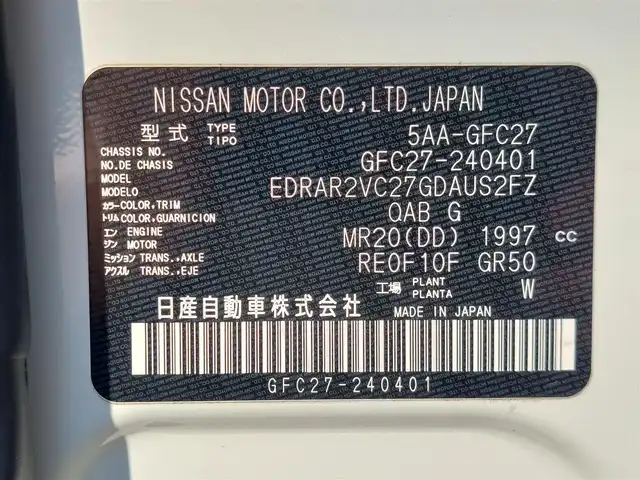 NISSAN MOTOR CO.,LTD.JAPAN
型式 TYPE TIPO 5AA-GFC27
CHASSIS NO. NO.DE CHASIS GFC27-240401
MODEL MODELO EDRAR2VC27GDAUS2FZ
カラー COLOR,TRIM トリム COLOR,GUARNICION QAB G
エンジン ENGINE MOTOR MR20(DD) 1997 cc
ミッション TRANS.,AXLE アクスル TRANS.,EJE RE0F10F GR50
工場 PLANT PLANTA W
日産自動車株式会社 MADE IN JAPAN
GFC27-240401